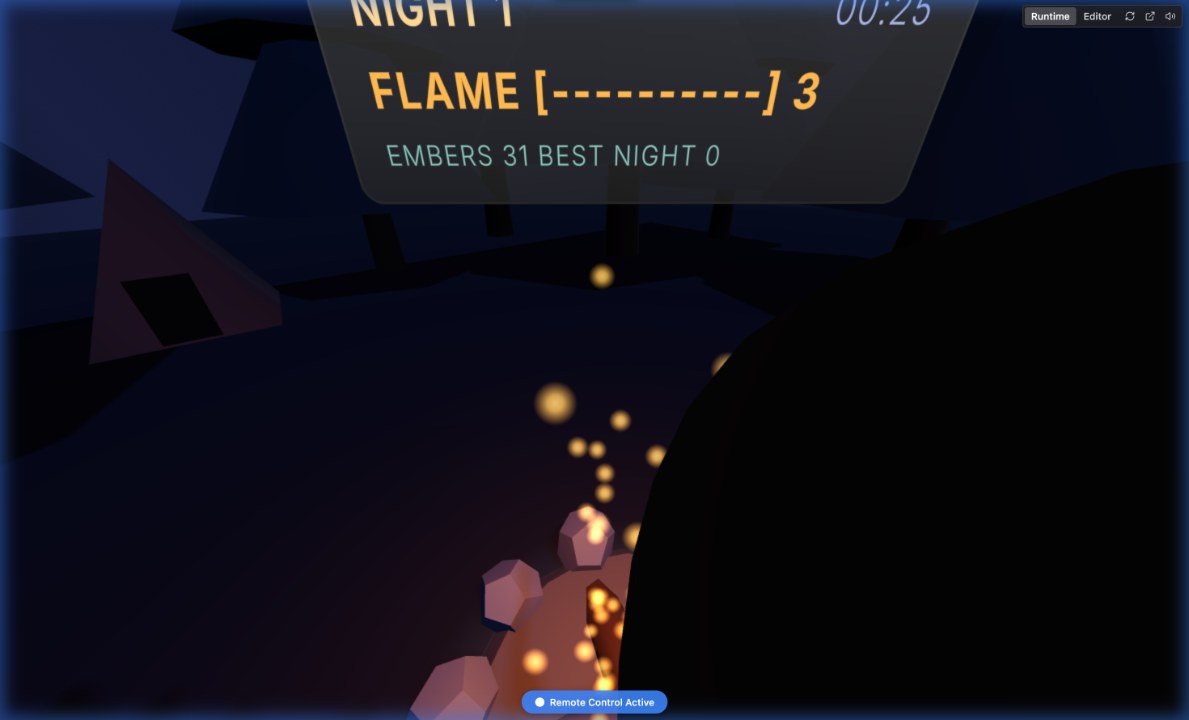 NIGHT 1 00:25
Runtime Editor
FLAME [----------] 3
EMBERS 31 BEST NIGHT 0
Remote Control Active